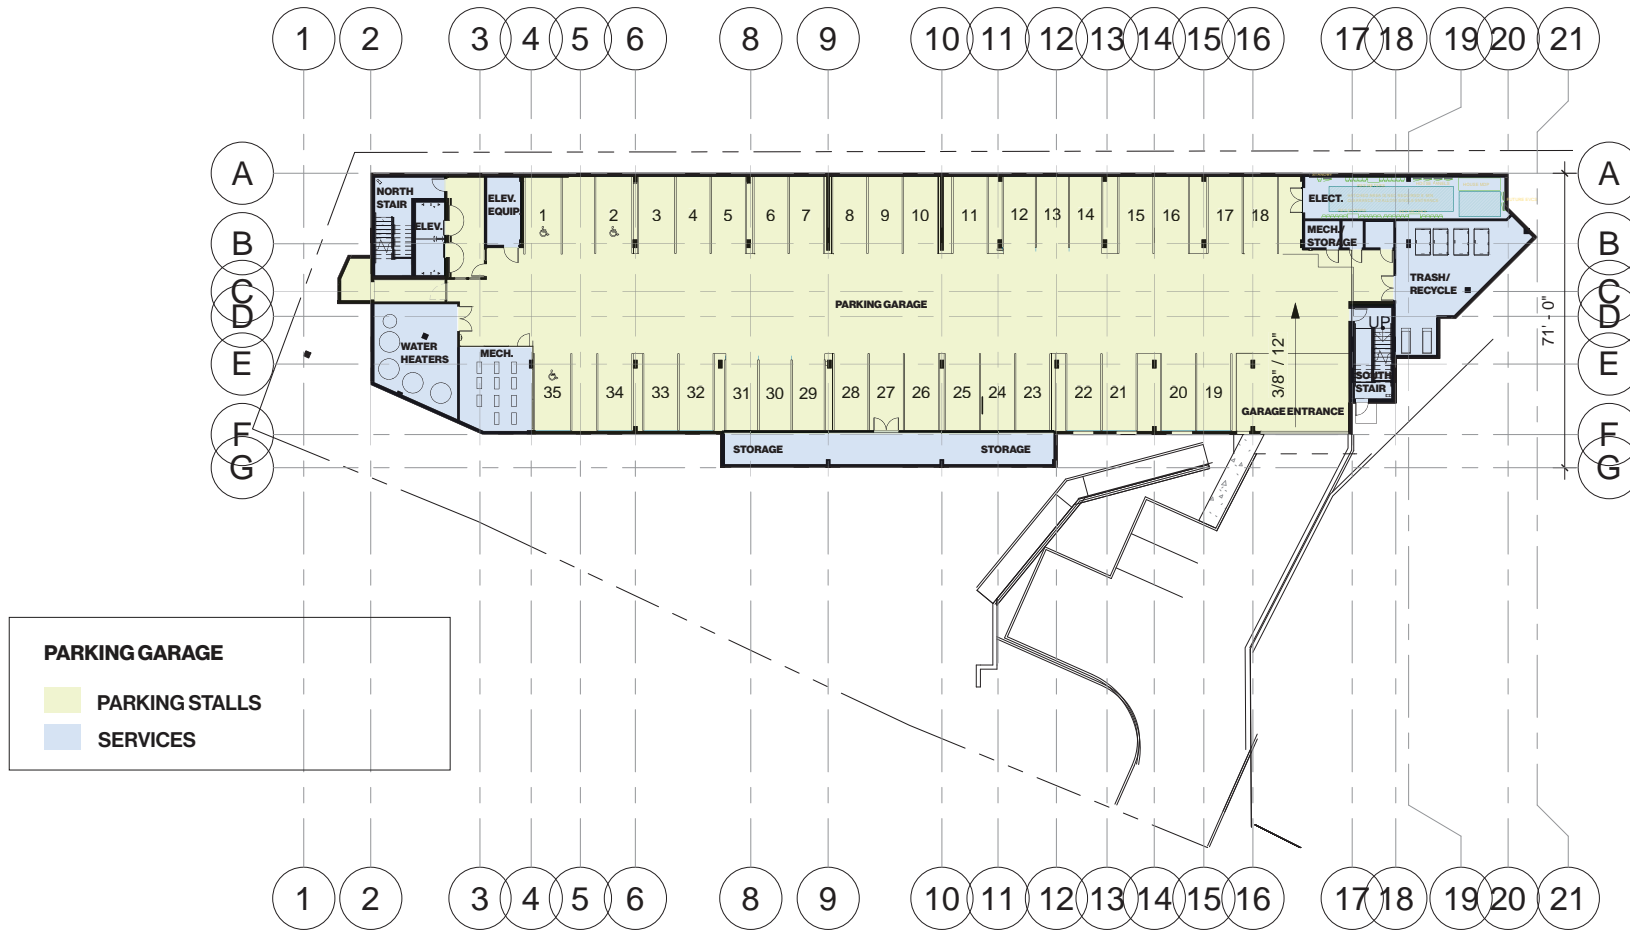 1 2 3 4 5 6 8 9 10 11 12 13 14 15 16 17 18 19 20 21
A A
NORTH
STAIR
ELEV.
ELEV.
EQUIP.
1 2 3 4 5 6 7 8 9 10 11 12 13 14 15 16 17 18
ELECT.
B B
MECH./
STORAGE
TRASH/
RECYCLE
C C
PARKING GARAGE
D D
UP
71' - 0"
WATER
HEATERS
MECH.
3/8" / 12"
E E
SOUTH
STAIR
35 34 33 32 31 30 29 28 27 26 25 24 23 22 21 20 19
GARAGE ENTRANCE
F F
STORAGE STORAGE
G G
PARKING GARAGE
PARKING STALLS
SERVICES
1 2 3 4 5 6 8 9 10 11 12 13 14 15 16 17 18 19 20 21